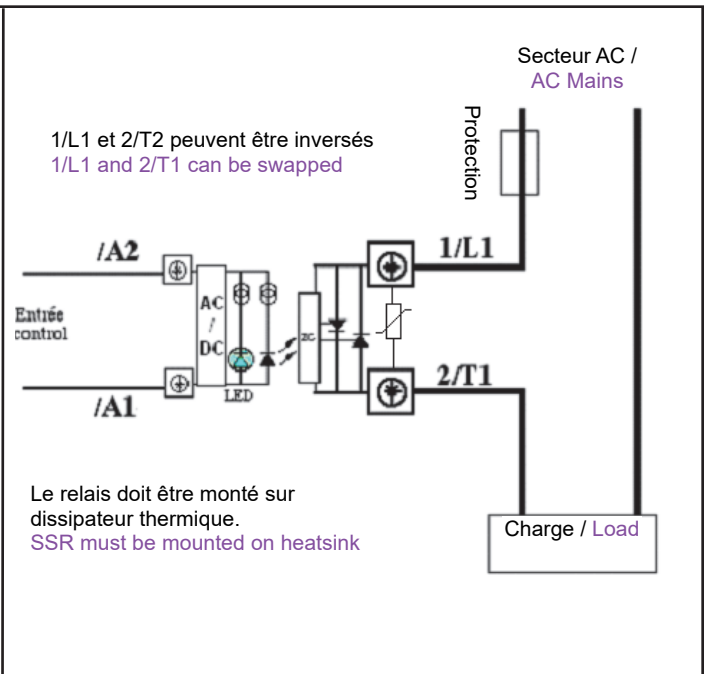 Secteur AC /
AC Mains
Protection
1/L1 et 2/T2 peuvent être inversés
1/L1 and 2/T1 can be swapped
/A2
1/L1
AC
/
DC
ZC
Entrée
control
LED
2/T1
/A1
Le relais doit être monté sur
dissipateur thermique.
SSR must be mounted on heatsink
Charge / Load